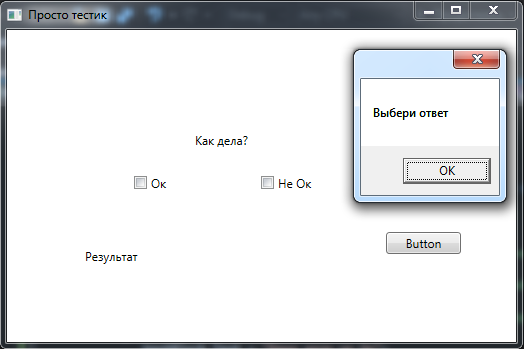 Просто тестик
Выбери ответ
Как дела?
OK
Ок
Не Ок
Button
Результат